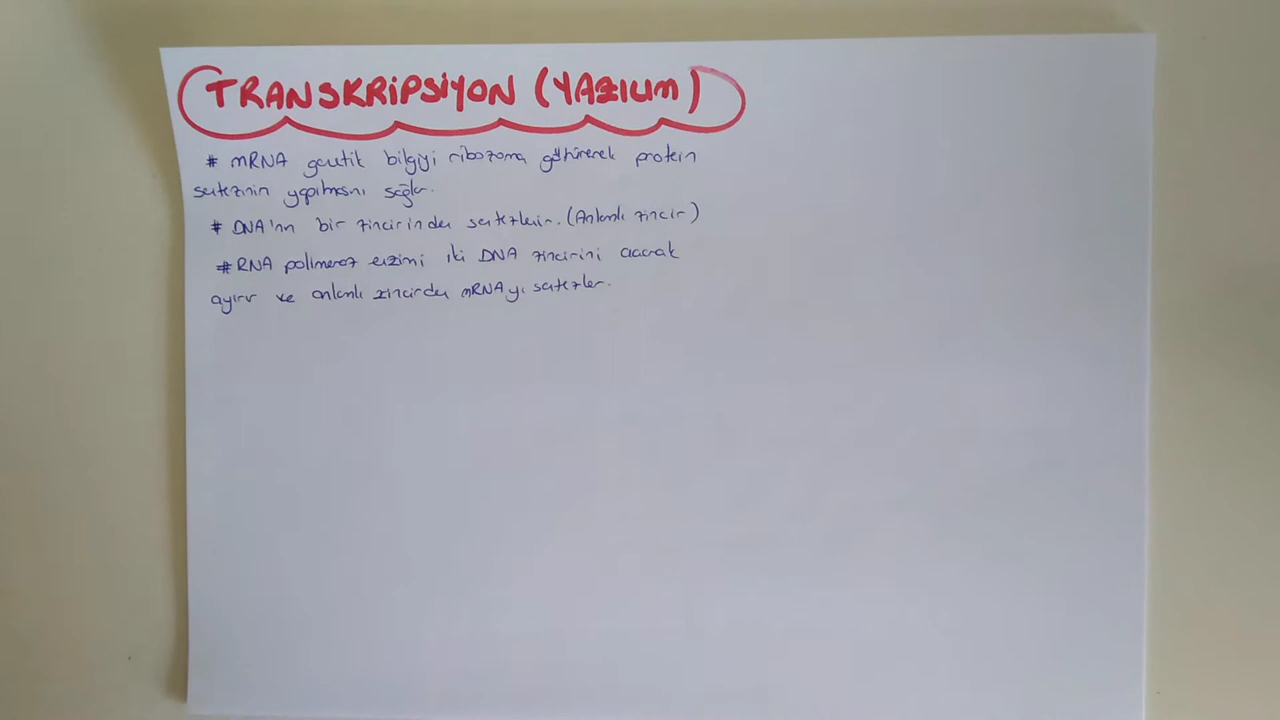 TRANSKRİPSİYON (YAZILIM)
# mRNA genetik bilgiyi ribozoma götürerek protein
sentezinin yapılmasını sağlar.
# DNA'nın bir zincirinden sentezlenir. (Anlamlı zincir)
# RNA polimeraz enzimi iki DNA zincirini açarak
ayırır ve anlamlı zincirden mRNA yı sentezler.